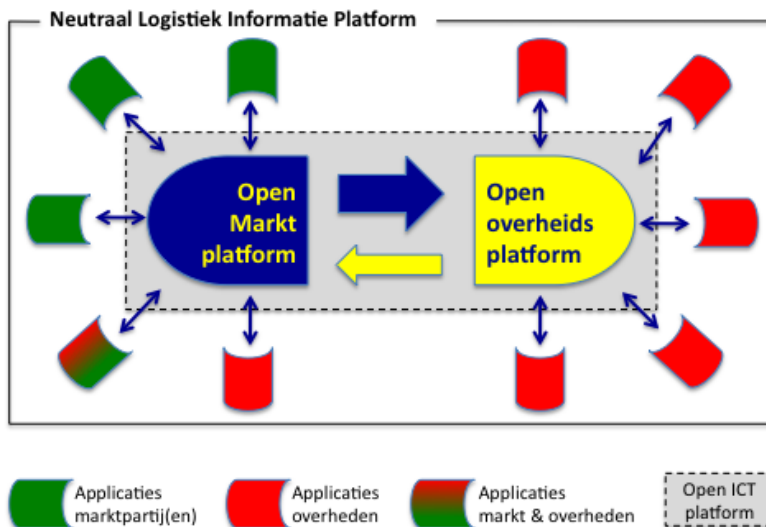 Neutraal Logistiek Informatie Platform
Open
Markt
platform
Open
overheids
platform
Applicaties
marktpartij(en)
Applicaties
overheden
Applicaties
markt & overheden
Open ICT
platform